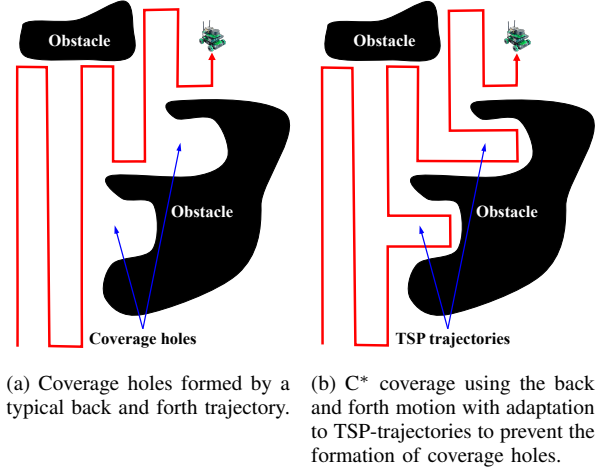 Obstacle
Obstacle
Coverage holes
(a) Coverage holes formed by a
typical back and forth trajectory.
Obstacle
Obstacle
TSP trajectories
(b) C* coverage using the back
and forth motion with adaptation
to TSP-trajectories to prevent the
formation of coverage holes.